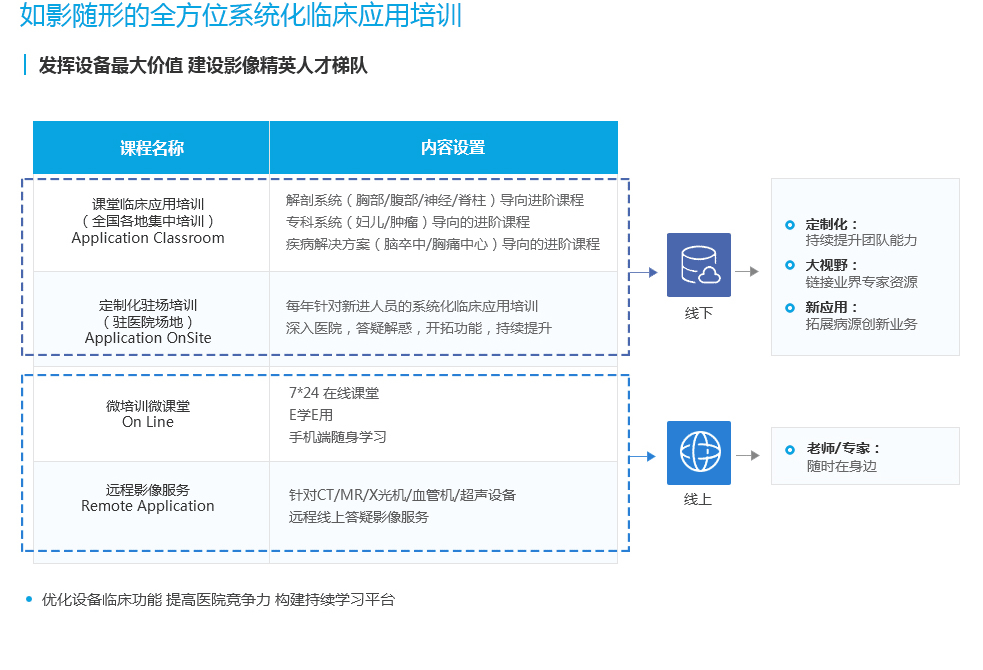 如影随形的全方位系统化临床应用培训
发挥设备最大价值 建设影像精英人才梯队
课程名称
内容设置
课堂临床应用培训
（全国各地集中培训）
Application Classroom
解剖系统（胸部/腹部/神经/脊柱）导向进阶课程
专科系统（妇儿/肿瘤）导向的进阶课程
疾病解决方案（脑卒中/胸痛中心）导向的进阶课程
定制化驻场培训
（驻医院场地）
Application OnSite
每年针对新进人员的系统化临床应用培训
深入医院，答疑解惑，开拓功能，持续提升
线下
定制化：
持续提升团队能力
大视野：
链接业界专家资源
新应用：
拓展病源创新业务
微培训微课堂
On Line
7*24 在线课堂
E学E用
手机端随身学习
远程影像服务
Remote Application
针对CT/MR/X光机/血管机/超声设备
远程线上答疑影像服务
线上
老师/专家：
随时在身边
优化设备临床功能 提高医院竞争力 构建持续学习平台